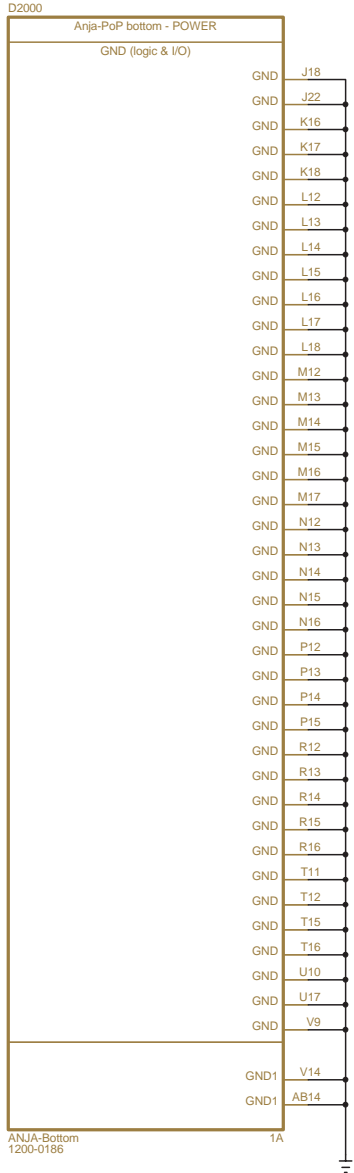 D2000
Anja-PoP bottom - POWER
GND (logic & I/O)
GND J18
GND J22
GND K16
GND K17
GND K18
GND L12
GND L13
GND L14
GND L15
GND L16
GND L17
GND L18
GND M12
GND M13
GND M14
GND M15
GND M16
GND M17
GND N12
GND N13
GND N14
GND N15
GND N16
GND P12
GND P13
GND P14
GND P15
GND R12
GND R13
GND R14
GND R15
GND R16
GND T11
GND T12
GND T15
GND T16
GND U10
GND U17
GND V9
GND1 V14
GND1 AB14
ANJA-Bottom 1A
1200-0186